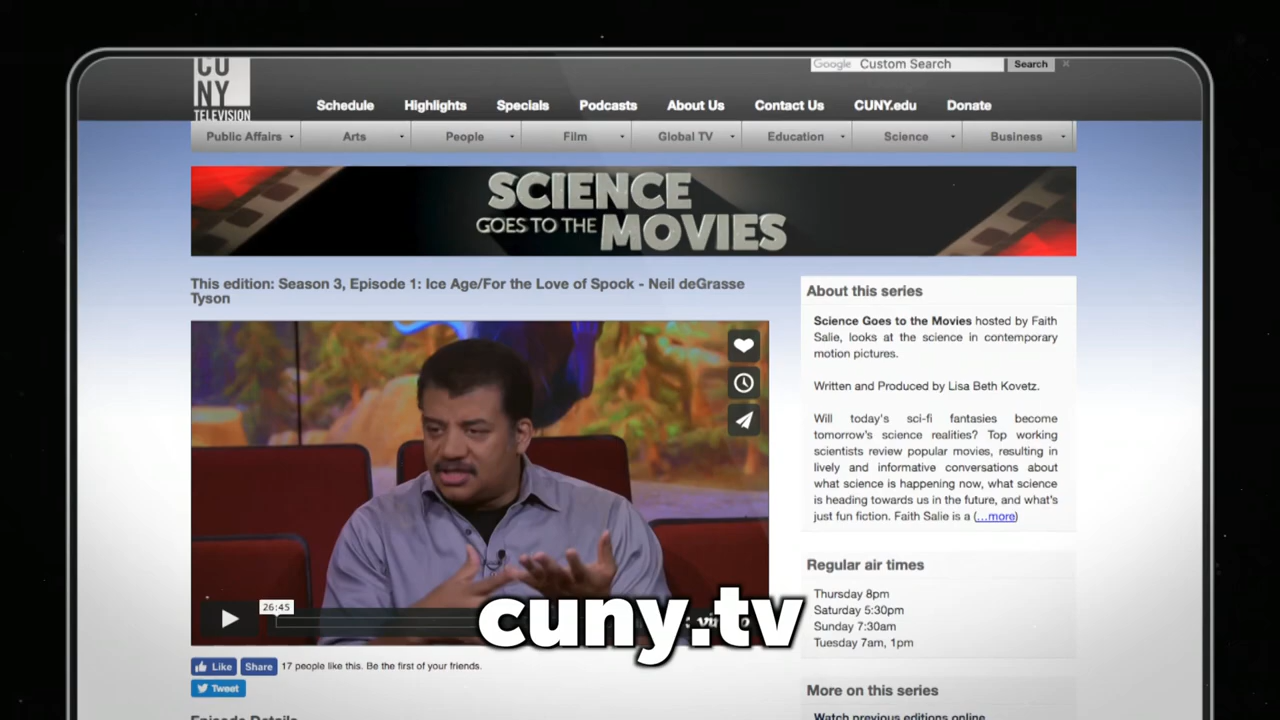 CU
NY
TELEVISION
Google Custom Search
Search
×
Schedule
Highlights
Specials
Podcasts
About Us
Contact Us
CUNY.edu
Donate
Public Affairs
Arts
People
Film
Global TV
Education
Science
Business
SCIENCE
GOES TO THE MOVIES
This edition: Season 3, Episode 1: Ice Age/For the Love of Spock - Neil deGrasse
Tyson
26:45
cuny.tv
Like
Share
17 people like this. Be the first of your friends.
Tweet
Episode Details
About this series
Science Goes to the Movies hosted by Faith
Salie, looks at the science in contemporary
motion pictures.
Written and Produced by Lisa Beth Kovetz.
Will today's sci-fi fantasies become
tomorrow's science realities? Top working
scientists review popular movies, resulting in
lively and informative conversations about
what science is happening now, what science
is heading towards us in the future, and what's
just fun fiction. Faith Salie is a (...more)
Regular air times
Thursday 8pm
Saturday 5:30pm
Sunday 7:30am
Tuesday 7am, 1pm
More on this series
Watch previous editions online